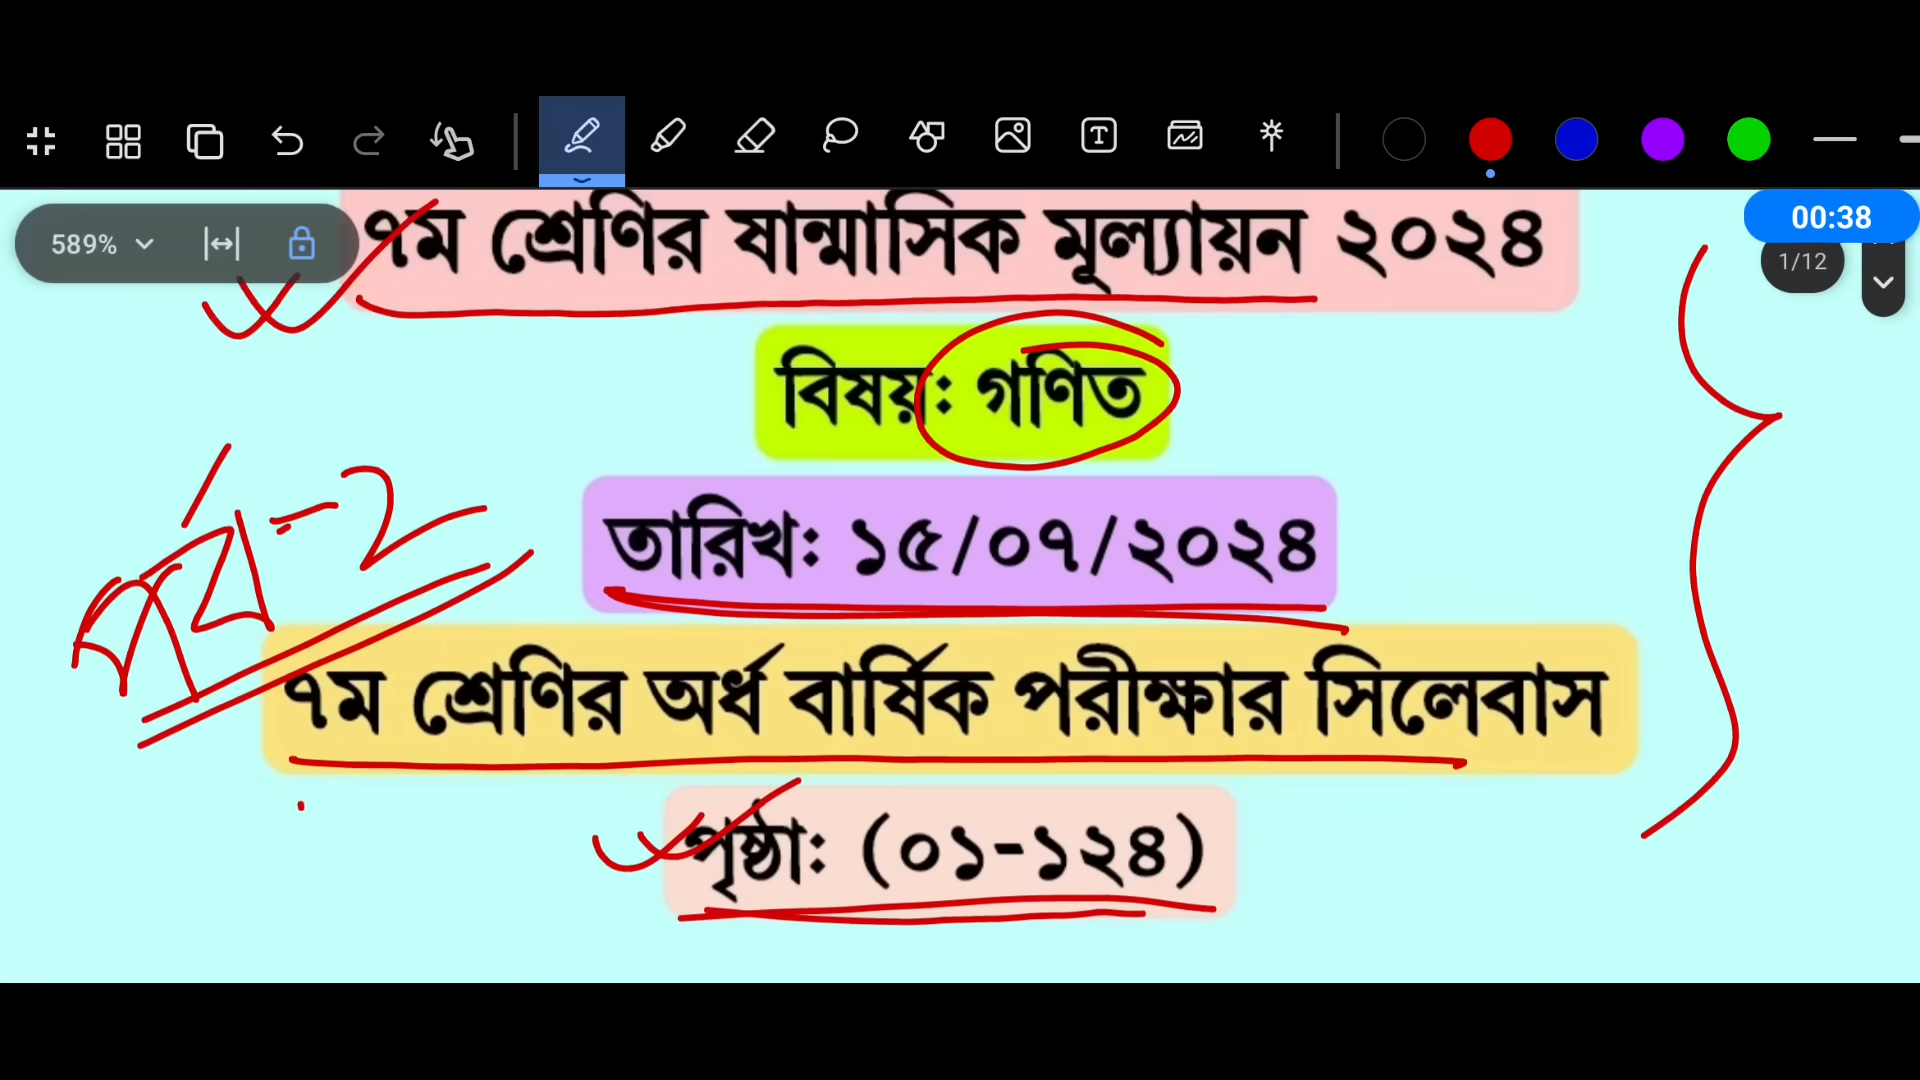 589%
00:38
1/12
৭ম শ্রেণির ষান্মাসিক মূল্যায়ন ২০২৪
বিষয়ঃ গণিত
তারিখঃ ১৫/০৭/২০২৪
৭ম শ্রেণির অর্ধ বার্ষিক পরীক্ষার সিলেবাস
পৃষ্ঠাঃ (০১-১২৪)